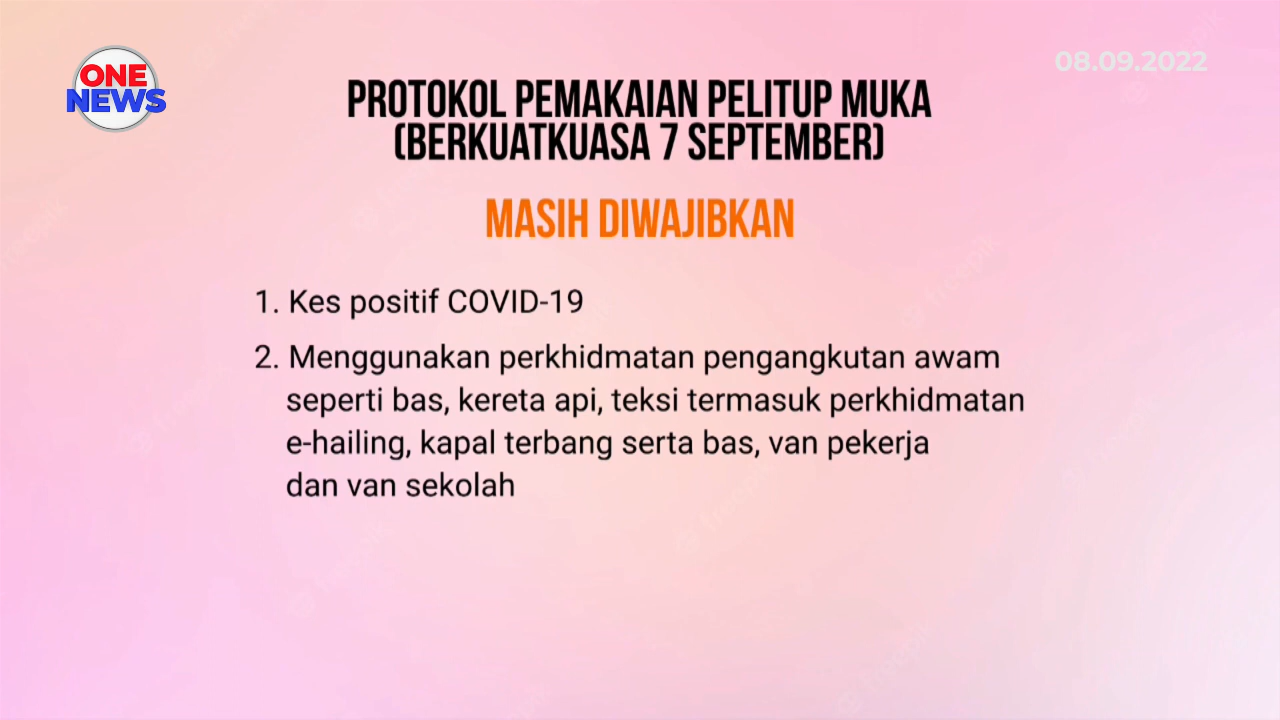 ONE
NEWS
08.09.2022
PROTOKOL PEMAKAIAN PELITUP MUKA
(BERKUATKUASA 7 SEPTEMBER)
MASIH DIWAJIBKAN
1. Kes positif COVID-19
2. Menggunakan perkhidmatan pengangkutan awam
seperti bas, kereta api, teksi termasuk perkhidmatan
e-hailing, kapal terbang serta bas, van pekerja
dan van sekolah